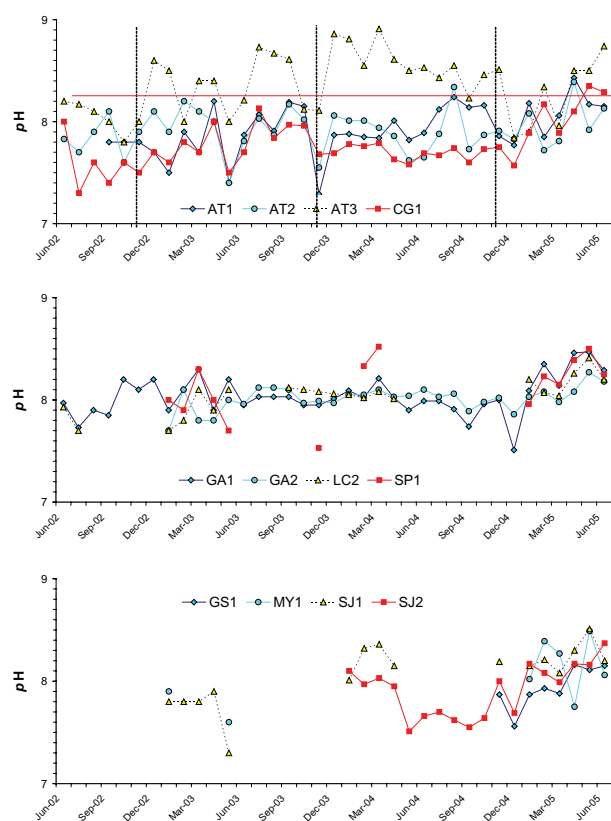 9
8
7
pH
AT1 AT2 AT3 CG1
Jun-02 Sep-02 Dec-02 Mar-03 Jun-03 Sep-03 Dec-03 Mar-04 Jun-04 Sep-04 Dec-04 Mar-05 Jun-05
9
8
7
pH
GA1 GA2 LC2 SP1
Jun-02 Sep-02 Dec-02 Mar-03 Jun-03 Sep-03 Dec-03 Mar-04 Jun-04 Sep-04 Dec-04 Mar-05 Jun-05
9
8
7
pH
GS1 MY1 SJ1 SJ2
Jun-02 Sep-02 Dec-02 Mar-03 Jun-03 Sep-03 Dec-03 Mar-04 Jun-04 Sep-04 Dec-04 Mar-05 Jun-05